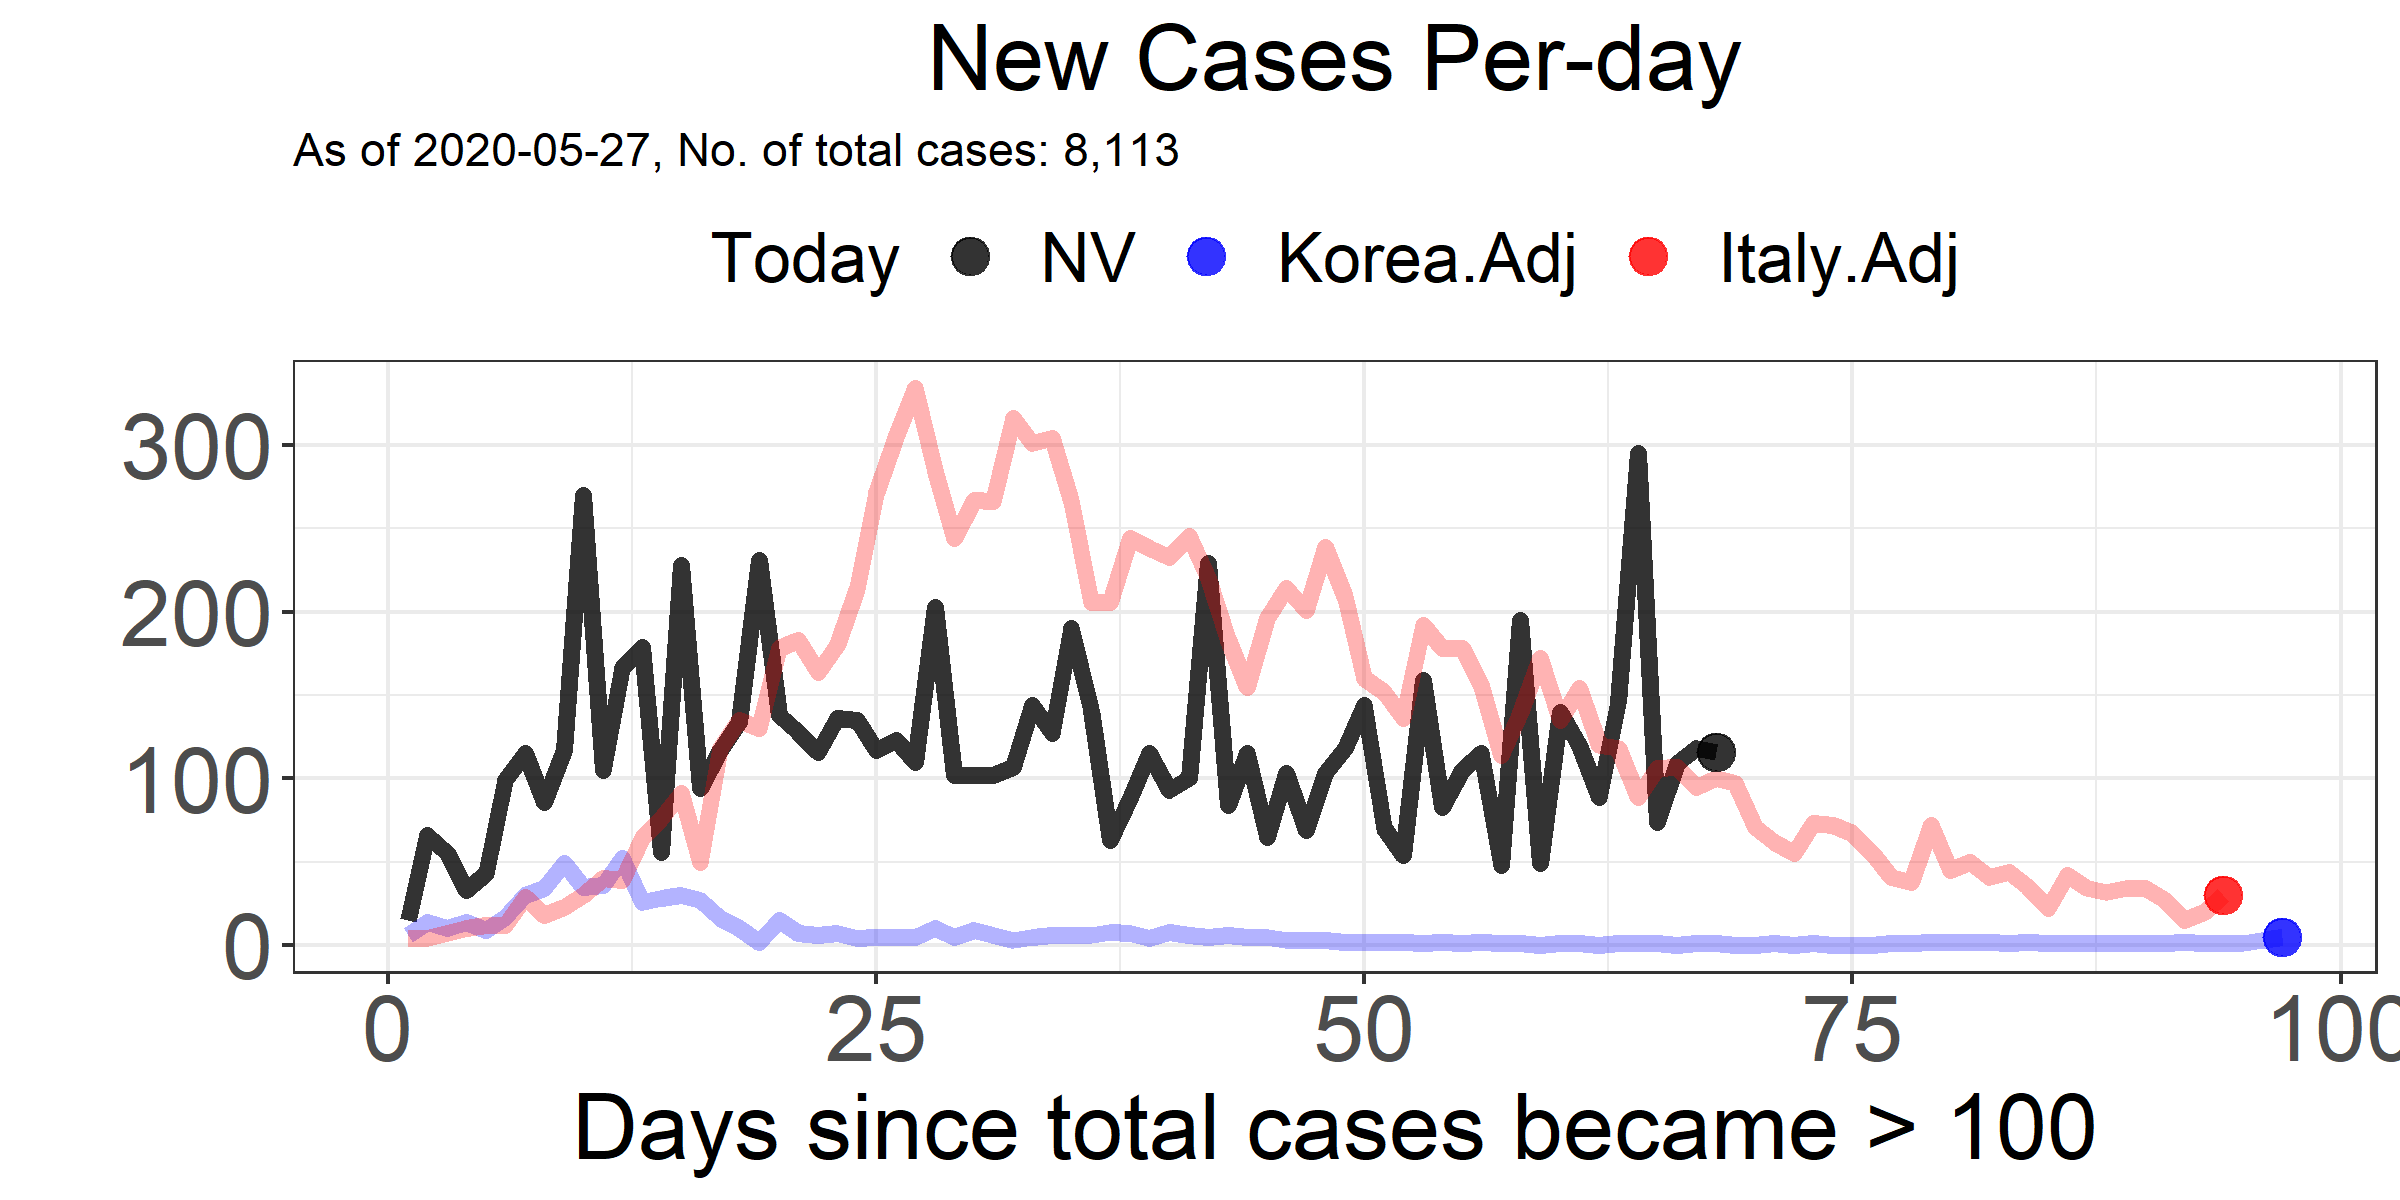 New Cases Per-day
As of 2020-05-27, No. of total cases: 8,113
Today NV Korea.Adj Italy.Adj
300
200
100
0
0 25 50 75 100
Days since total cases became > 100